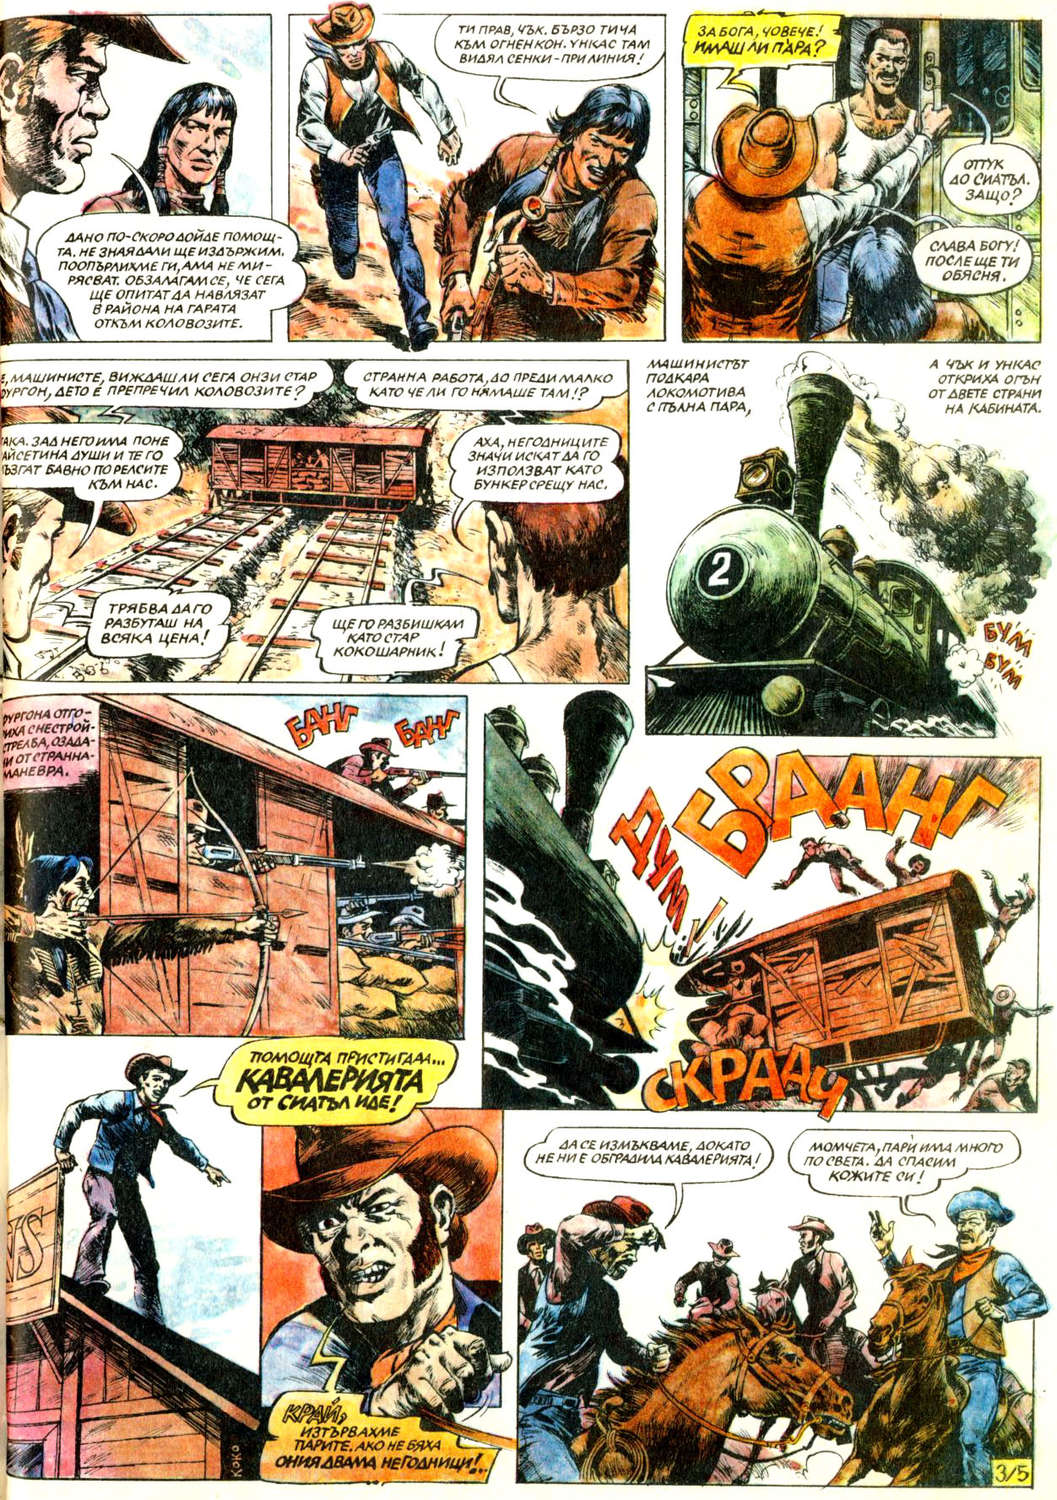 ДАНО ПО-СКОРО ДОЙДЕ ПОМОЩ-
ТА. НЕ ЗНАЯ ДАЛИ ЩЕ ИЗДЪРЖИМ.
ПООПЪРЛИХМЕ ГИ, АМА НЕ МИ-
РЯСВАТ. ОБЗАЛАГАМ СЕ, ЧЕ СЕГА
ЩЕ ОПИТАТ ДА НАВЛЯЗАТ
В РАЙОНА НА ГАРАТА
ОТКЪМ КОЛОВОЗИТЕ.
ТИ ПРАВ, ЧЪК. БЪРЗО ТИЧА
КЪМ ОГНЕН КОН. УНКАС ТАМ
ВИДЯЛ СЕНКИ-ПРИ ЛИНИЯ!
ЗА БОГА, ЧОВЕЧЕ!
ИМАШ ЛИ ПАРА?
ОТТУК
ДО СИАТЪЛ.
ЗАЩО?
СЛАВА БОГУ!
ПОСЛЕ ЩЕ ТИ
ОБЯСНЯ.
Е, МАШИНИСТЕ, ВИЖДАШ ЛИ СЕГА ОНЗИ СТАР
ФУРГОН, ДЕТО Е ПРЕПРЕЧИЛ КОЛОВОЗИТЕ?
СТРАННА РАБОТА, ДО ПРЕДИ МАЛКО
КАТО ЧЕ ЛИ ГО НЯМАШЕ ТАМ!?
ТАКА. ЗАД НЕГО ИМА ПОНЕ
ДУШИ И ТЕ ГО
БАВНО ПО РЕЛСИТЕ
КЪМ НАС.
АХА, НЕГОДНИЦИТЕ
ЗНАЧИ ИСКАТ ДА ГО
ИЗПОЛЗВАТ КАТО
БУНКЕР СРЕЩУ НАС.
ТРЯБВА ДА ГО
РАЗБУТАШ НА
ВСЯКА ЦЕНА!
ЩЕ ГО РАЗБИШКАМ
КАТО СТАР
КОКОШАРНИК!
МАШИНИСТЪТ
ПОДКАРА
ЛОКОМОТИВА
С ПЪЛНА ПАРА,
А ЧЪК И УНКАС
ОТКРИХА ОГЪН
ОТ ДВЕТЕ СТРАНИ
НА КАБИНАТА.
2
БУМ
БУМ
ФУРГОНА ОТГО-
С НЕСТРОЙ-
СТРЕЛБА, ОЗАДА-
ОТ СТРАННА-
МАНЕВРА.
БАНГ
БАНГ
ДУМ!
БРААНГ
СКРААЧ
ПОМОЩТА ПРИСТИГААА...
КАВАЛЕРИЯТА
ОТ СИАТЪЛ ИДЕ!
NS
КРАЙ,
ИЗТЪРВАХМЕ
ПАРИТЕ, АКО НЕ БЯХА
ОНИЯ ДВАМА НЕГОДНИЦИ!..
КОКО
ДА СЕ ИЗМЪКВАМЕ, ДОКАТО
НЕ НИ Е ОБГРАДИЛА КАВАЛЕРИЯТА!
МОМЧЕТА, ПАРИ ИМА МНОГО
ПО СВЕТА. ДА СПАСИМ
КОЖИТЕ СИ!
3/5